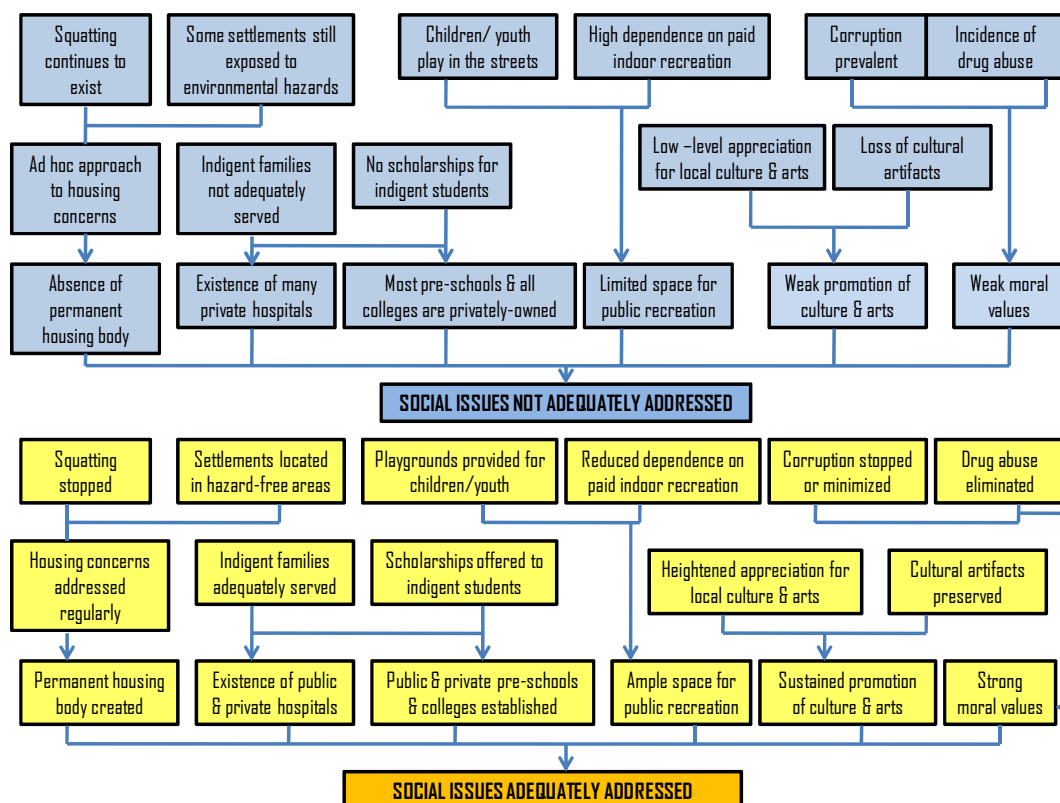 Squatting
continues to
exist
Some settlements still
exposed to
environmental hazards
Children/ youth
play in the streets
High dependence on paid
indoor recreation
Corruption
prevalent
Incidence of
drug abuse
Ad hoc approach
to housing
concerns
Indigent families
not adequately
served
No scholarships for
indigent students
Low –level appreciation
for local culture & arts
Loss of cultural
artifacts
Absence of
permanent
housing body
Existence of many
private hospitals
Most pre-schools & all
colleges are privately-owned
Limited space for
public recreation
Weak promotion of
culture & arts
Weak moral
values
SOCIAL ISSUES NOT ADEQUATELY ADDRESSED
Squatting
stopped
Settlements located
in hazard-free areas
Playgrounds provided for
children/youth
Reduced dependence on
paid indoor recreation
Corruption stopped
or minimized
Drug abuse
eliminated
Housing concerns
addressed
regularly
Indigent families
adequately served
Scholarships offered to
indigent students
Heightened appreciation for
local culture & arts
Cultural artifacts
preserved
Permanent housing
body created
Existence of public
& private hospitals
Public & private pre-schools
& colleges established
Ample space for
public recreation
Sustained promotion
of culture & arts
Strong
moral values
SOCIAL ISSUES ADEQUATELY ADDRESSED